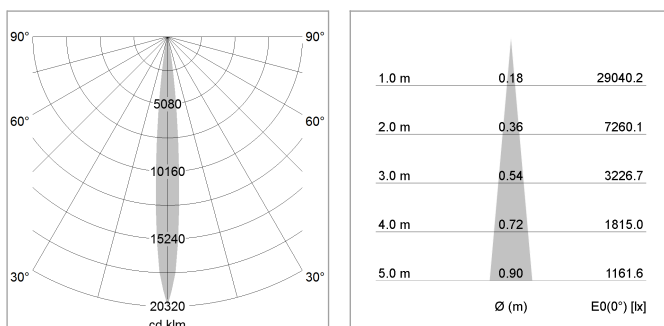 90° 90°
5080
60° 60°
10160
15240
30° 30°
20320
cd klm
1.0 m 0.18 29040.2
2.0 m 0.36 7260.1
3.0 m 0.54 3226.7
4.0 m 0.72 1815.0
5.0 m 0.90 1161.6
Ø (m) E0(0°) [lx]